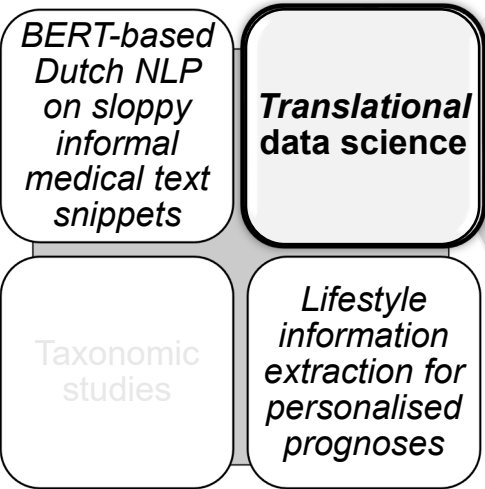 BERT-based
Dutch NLP
on sloppy
informal
medical text
snippets
Translational
data science
Taxonomic
studies
Lifestyle
information
extraction for
personalised
prognoses